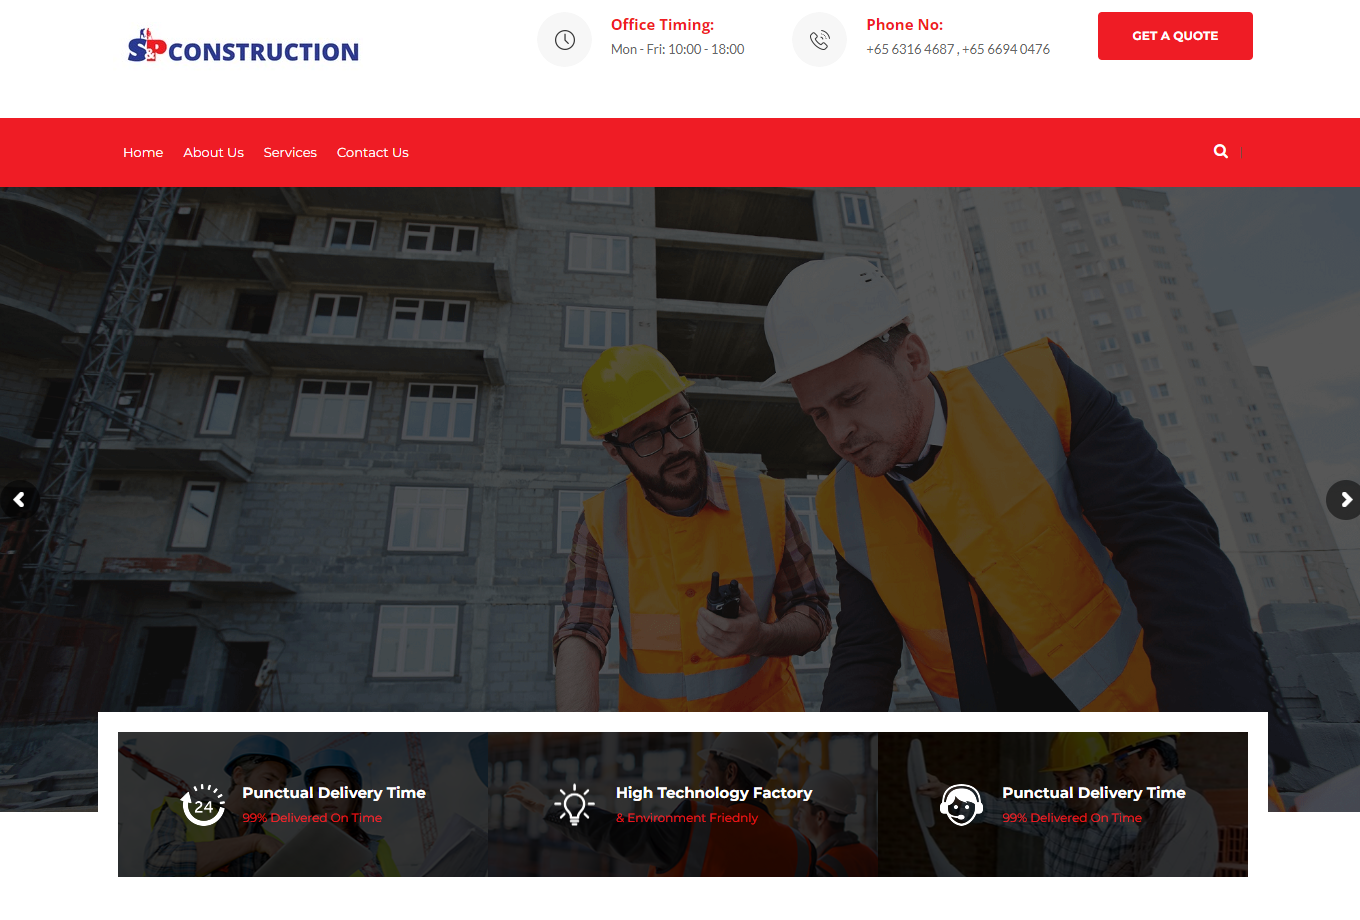 S&P CONSTRUCTION
Office Timing:
Mon - Fri: 10:00 - 18:00
Phone No:
+65 6316 4687 , +65 6694 0476
GET A QUOTE
Home About Us Services Contact Us
24
Punctual Delivery Time
99% Delivered On Time
High Technology Factory
& Environment Friednly
Punctual Delivery Time
99% Delivered On Time